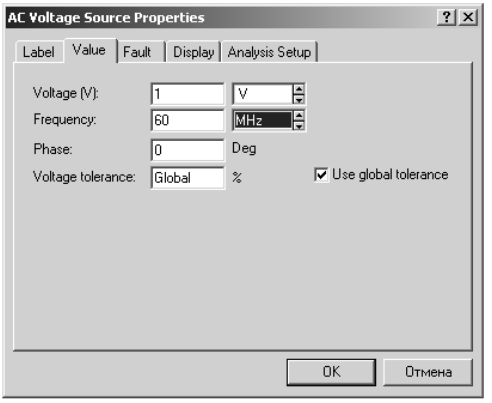 AC Voltage Source Properties
Label Value Fault Display Analysis Setup
Voltage (V): 1 V
Frequency: 60 MHz
Phase: 0 Deg
Voltage tolerance: Global % Use global tolerance
OK Отмена